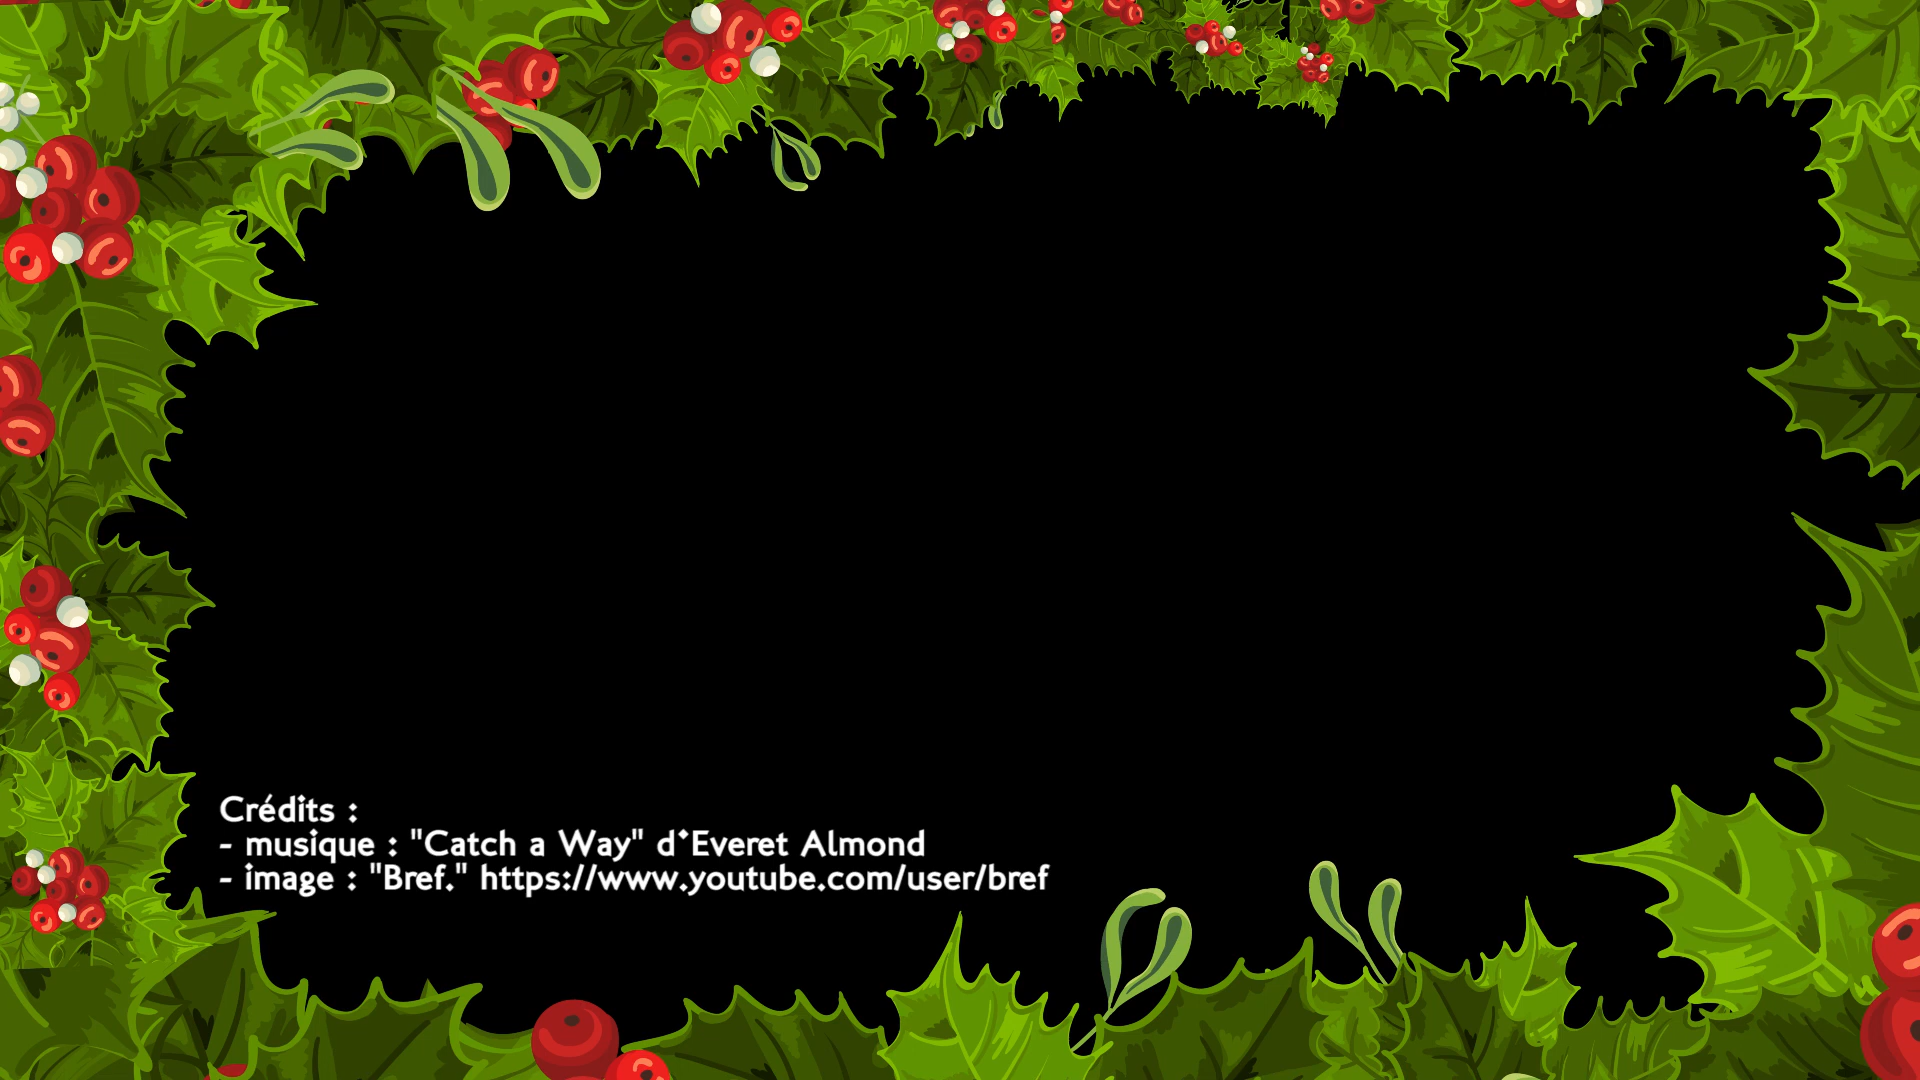 Crédits :
- musique : "Catch a Way" d'Everet Almond
- image : "Bref." https://www.youtube.com/user/bref